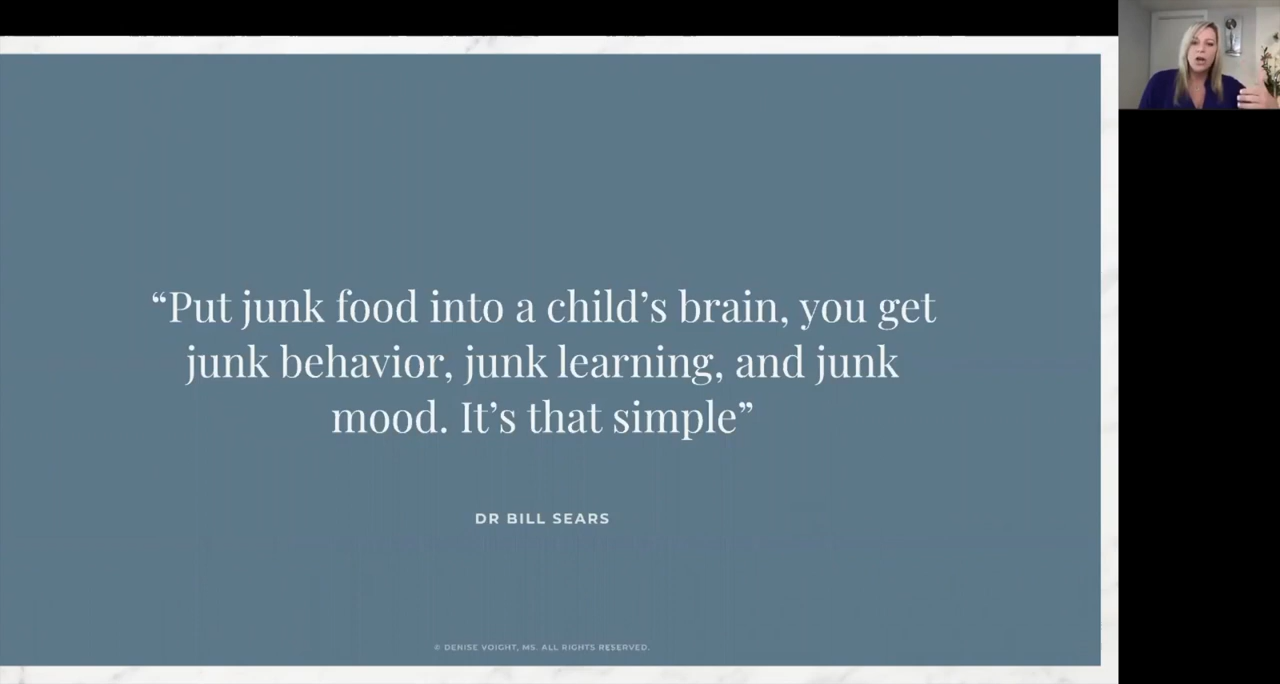 “Put junk food into a child’s brain, you get
junk behavior, junk learning, and junk
mood. It’s that simple”
DR BILL SEARS
© DENISE VOIGHT, MS. ALL RIGHTS RESERVED.